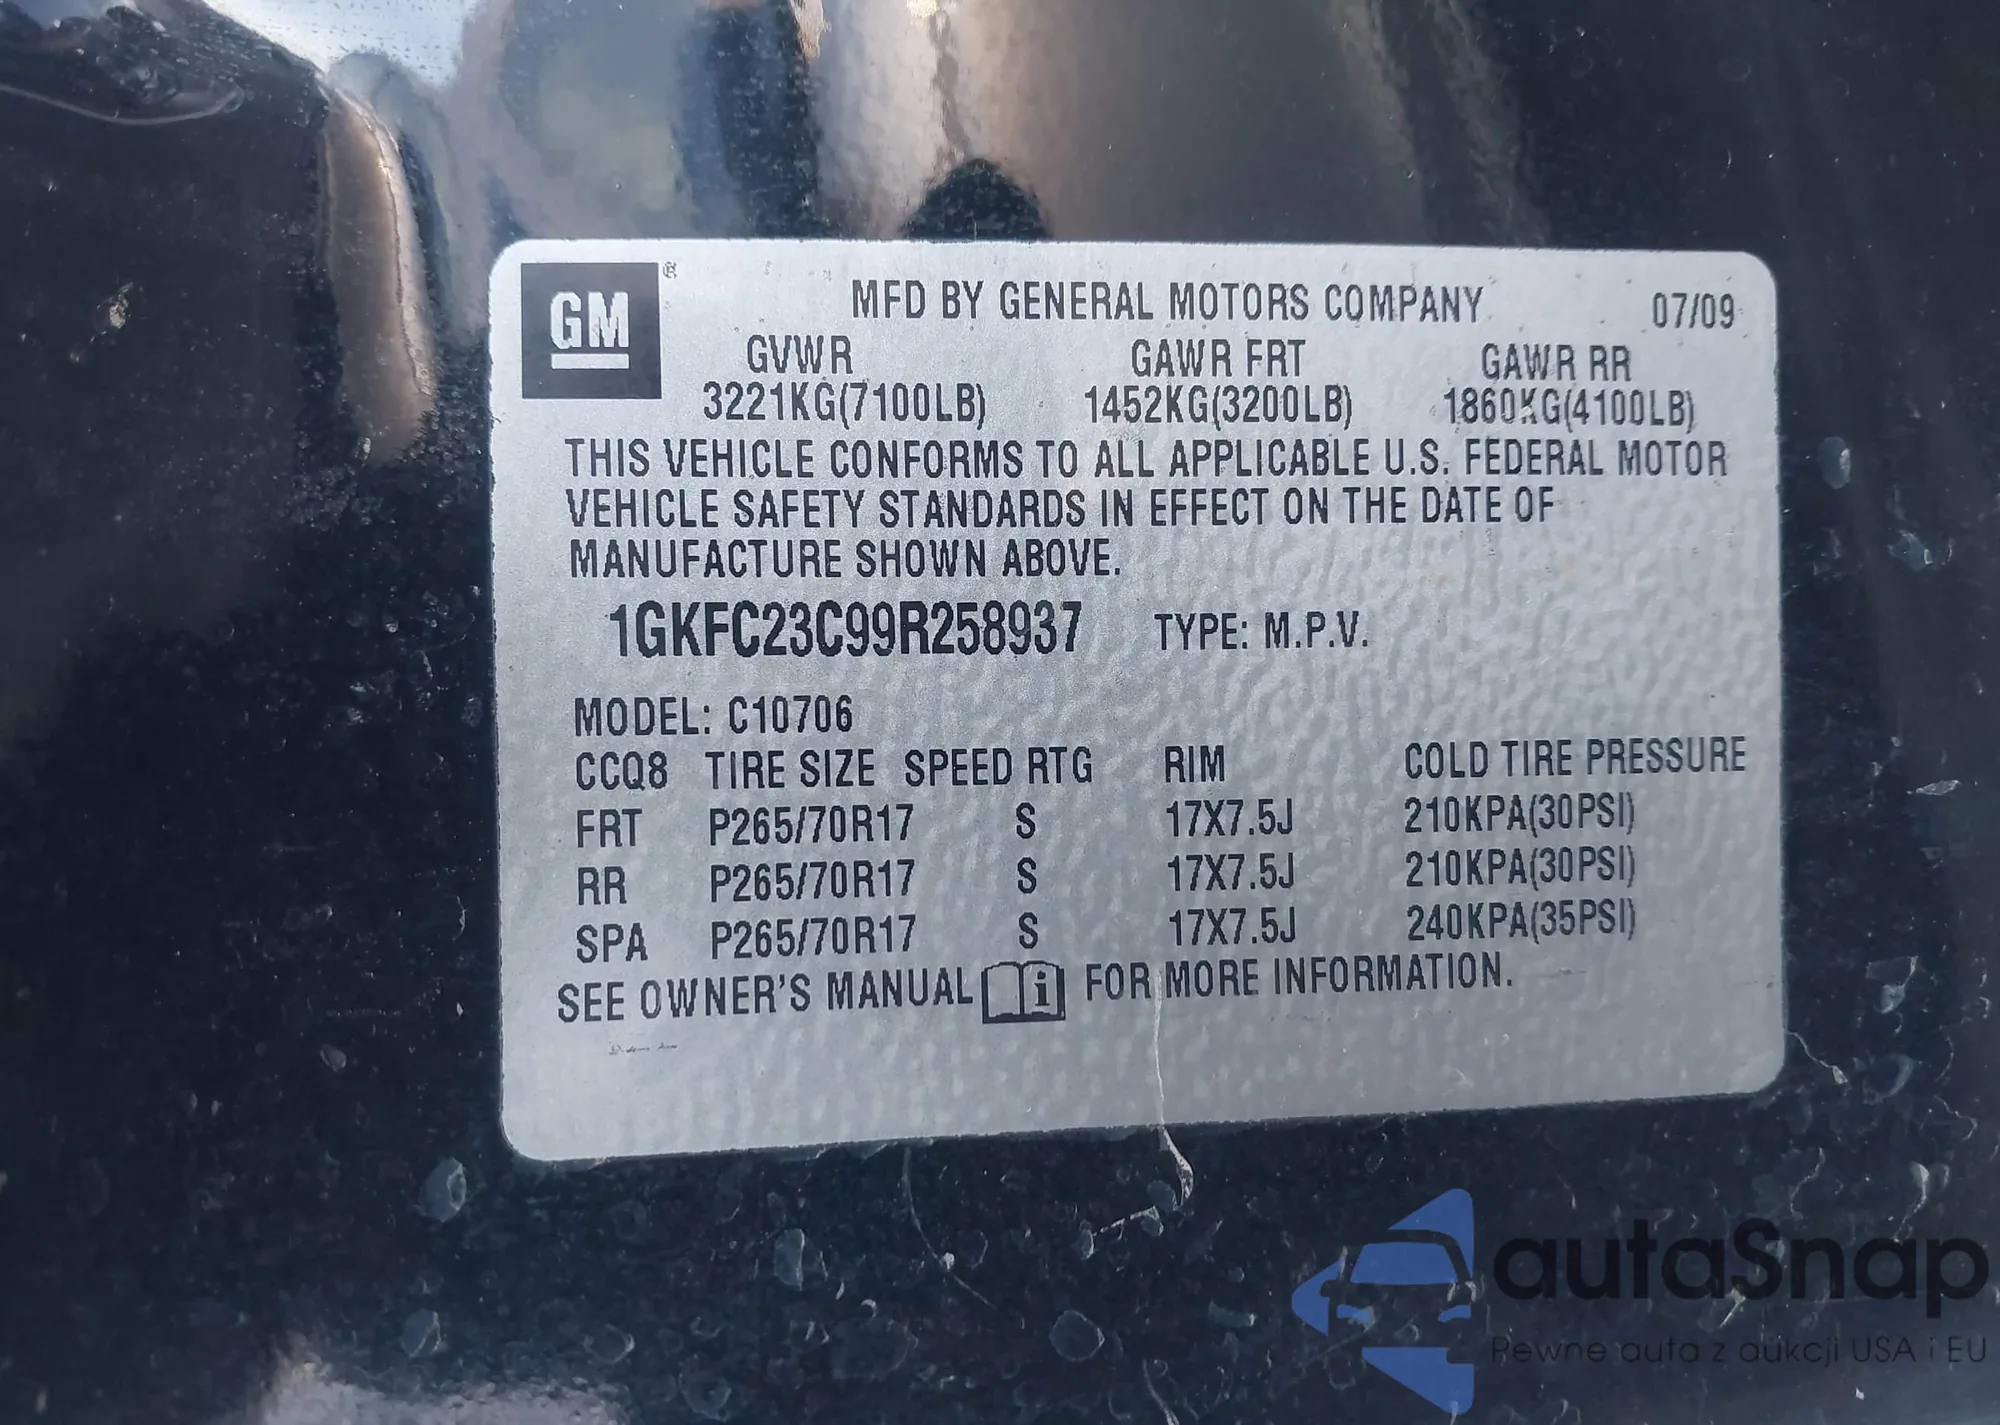 GM ®
MFD BY GENERAL MOTORS COMPANY 07/09
GVWR GAWR FRT GAWR RR
3221KG(7100LB) 1452KG(3200LB) 1860KG(4100LB)
THIS VEHICLE CONFORMS TO ALL APPLICABLE U.S. FEDERAL MOTOR
VEHICLE SAFETY STANDARDS IN EFFECT ON THE DATE OF
MANUFACTURE SHOWN ABOVE.
1GKFC23C99R258937 TYPE: M.P.V.
MODEL: C10706
CCQ8 TIRE SIZE SPEED RTG RIM COLD TIRE PRESSURE
FRT P265/70R17 S 17X7.5J 210KPA(30PSI)
RR P265/70R17 S 17X7.5J 210KPA(30PSI)
SPA P265/70R17 S 17X7.5J 240KPA(35PSI)
SEE OWNER'S MANUAL i FOR MORE INFORMATION.
autaSnap
Pewne auta z aukcji USA i EU